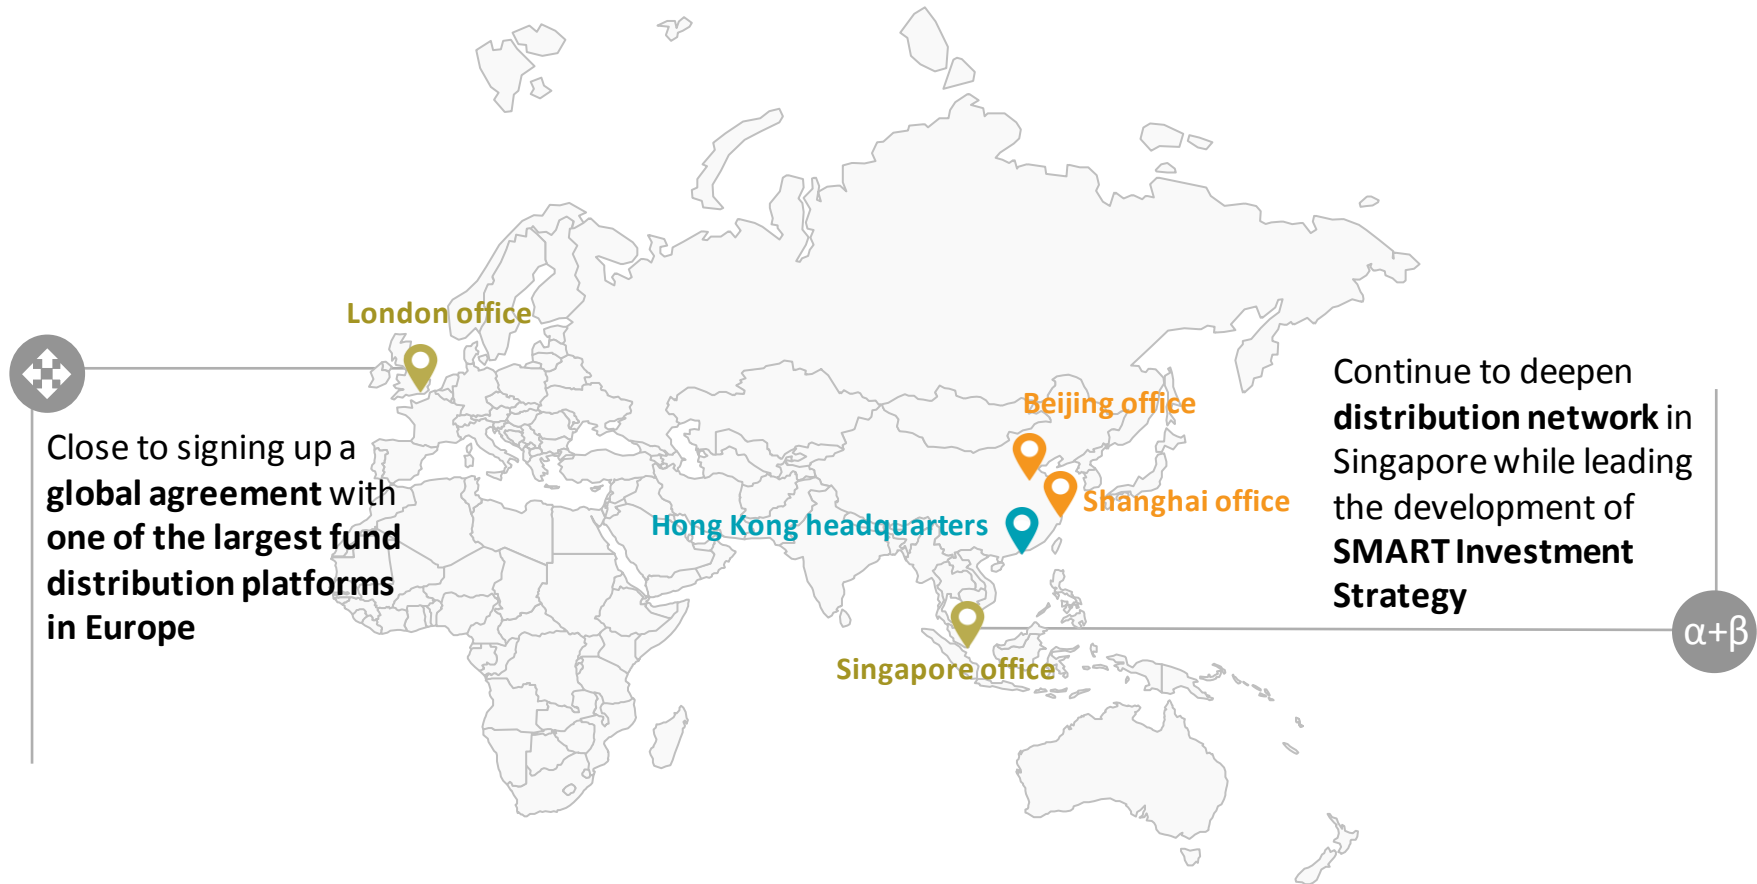 London office
Close to signing up a
global agreement with
one of the largest fund
distribution platforms
in Europe
Beijing office
Shanghai office
Hong Kong headquarters
Singapore office
Continue to deepen
distribution network in
Singapore while leading
the development of
SMART Investment
Strategy
α+β